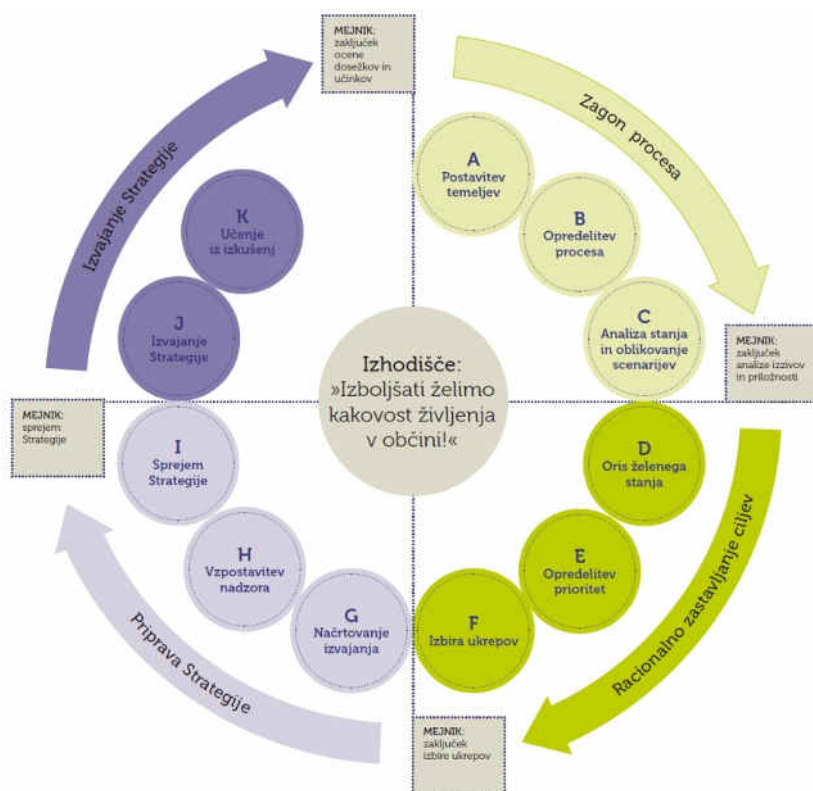 MEJNIK:
zaključek
ocene
dosežkov in
učinkov
Zagon procesa
A
Postavitev
temeljev
B
Opredelitev
procesa
C
Analiza stanja
in oblikovanje
scenarijev
MEJNIK:
zaključek
analize izzivov
in priložnosti
D
Oris želenega
stanja
E
Opredelitev
prioritet
F
Izbira ukrepov
Racionalno zastavljanje ciljev
MEJNIK:
zaključek
izbire ukrepov
G
Načrtovanje
izvajanja
H
Vzpostavitev
nadzora
I
Sprejem
Strategije
Priprava Strategije
MEJNIK:
sprejem
Strategije
J
Izvajanje
Strategije
K
Učenje
iz izkušenj
Izvajanje Strategije
Izhodišče:
»Izboljšati želimo
kakovost življenja
v občini!«